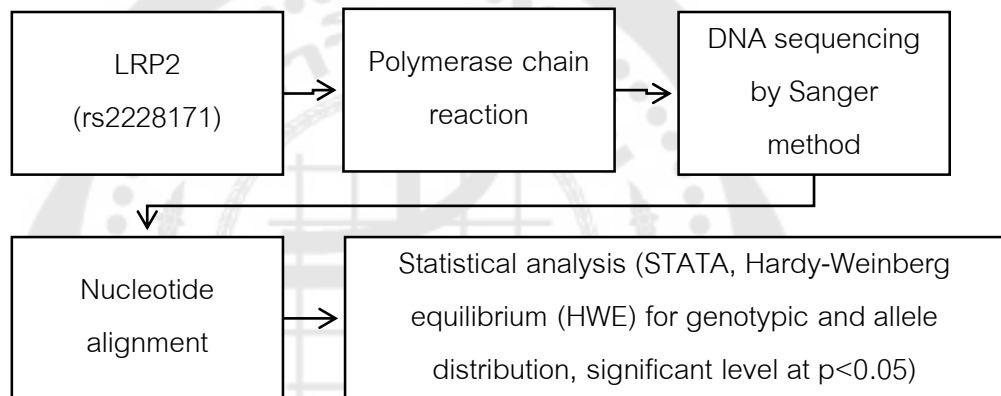 LRP2
(rs2228171)
Polymerase chain
reaction
DNA sequencing
by Sanger
method
Nucleotide
alignment
Statistical analysis (STATA, Hardy-Weinberg
equilibrium (HWE) for genotypic and allele
distribution, significant level at p<0.05)